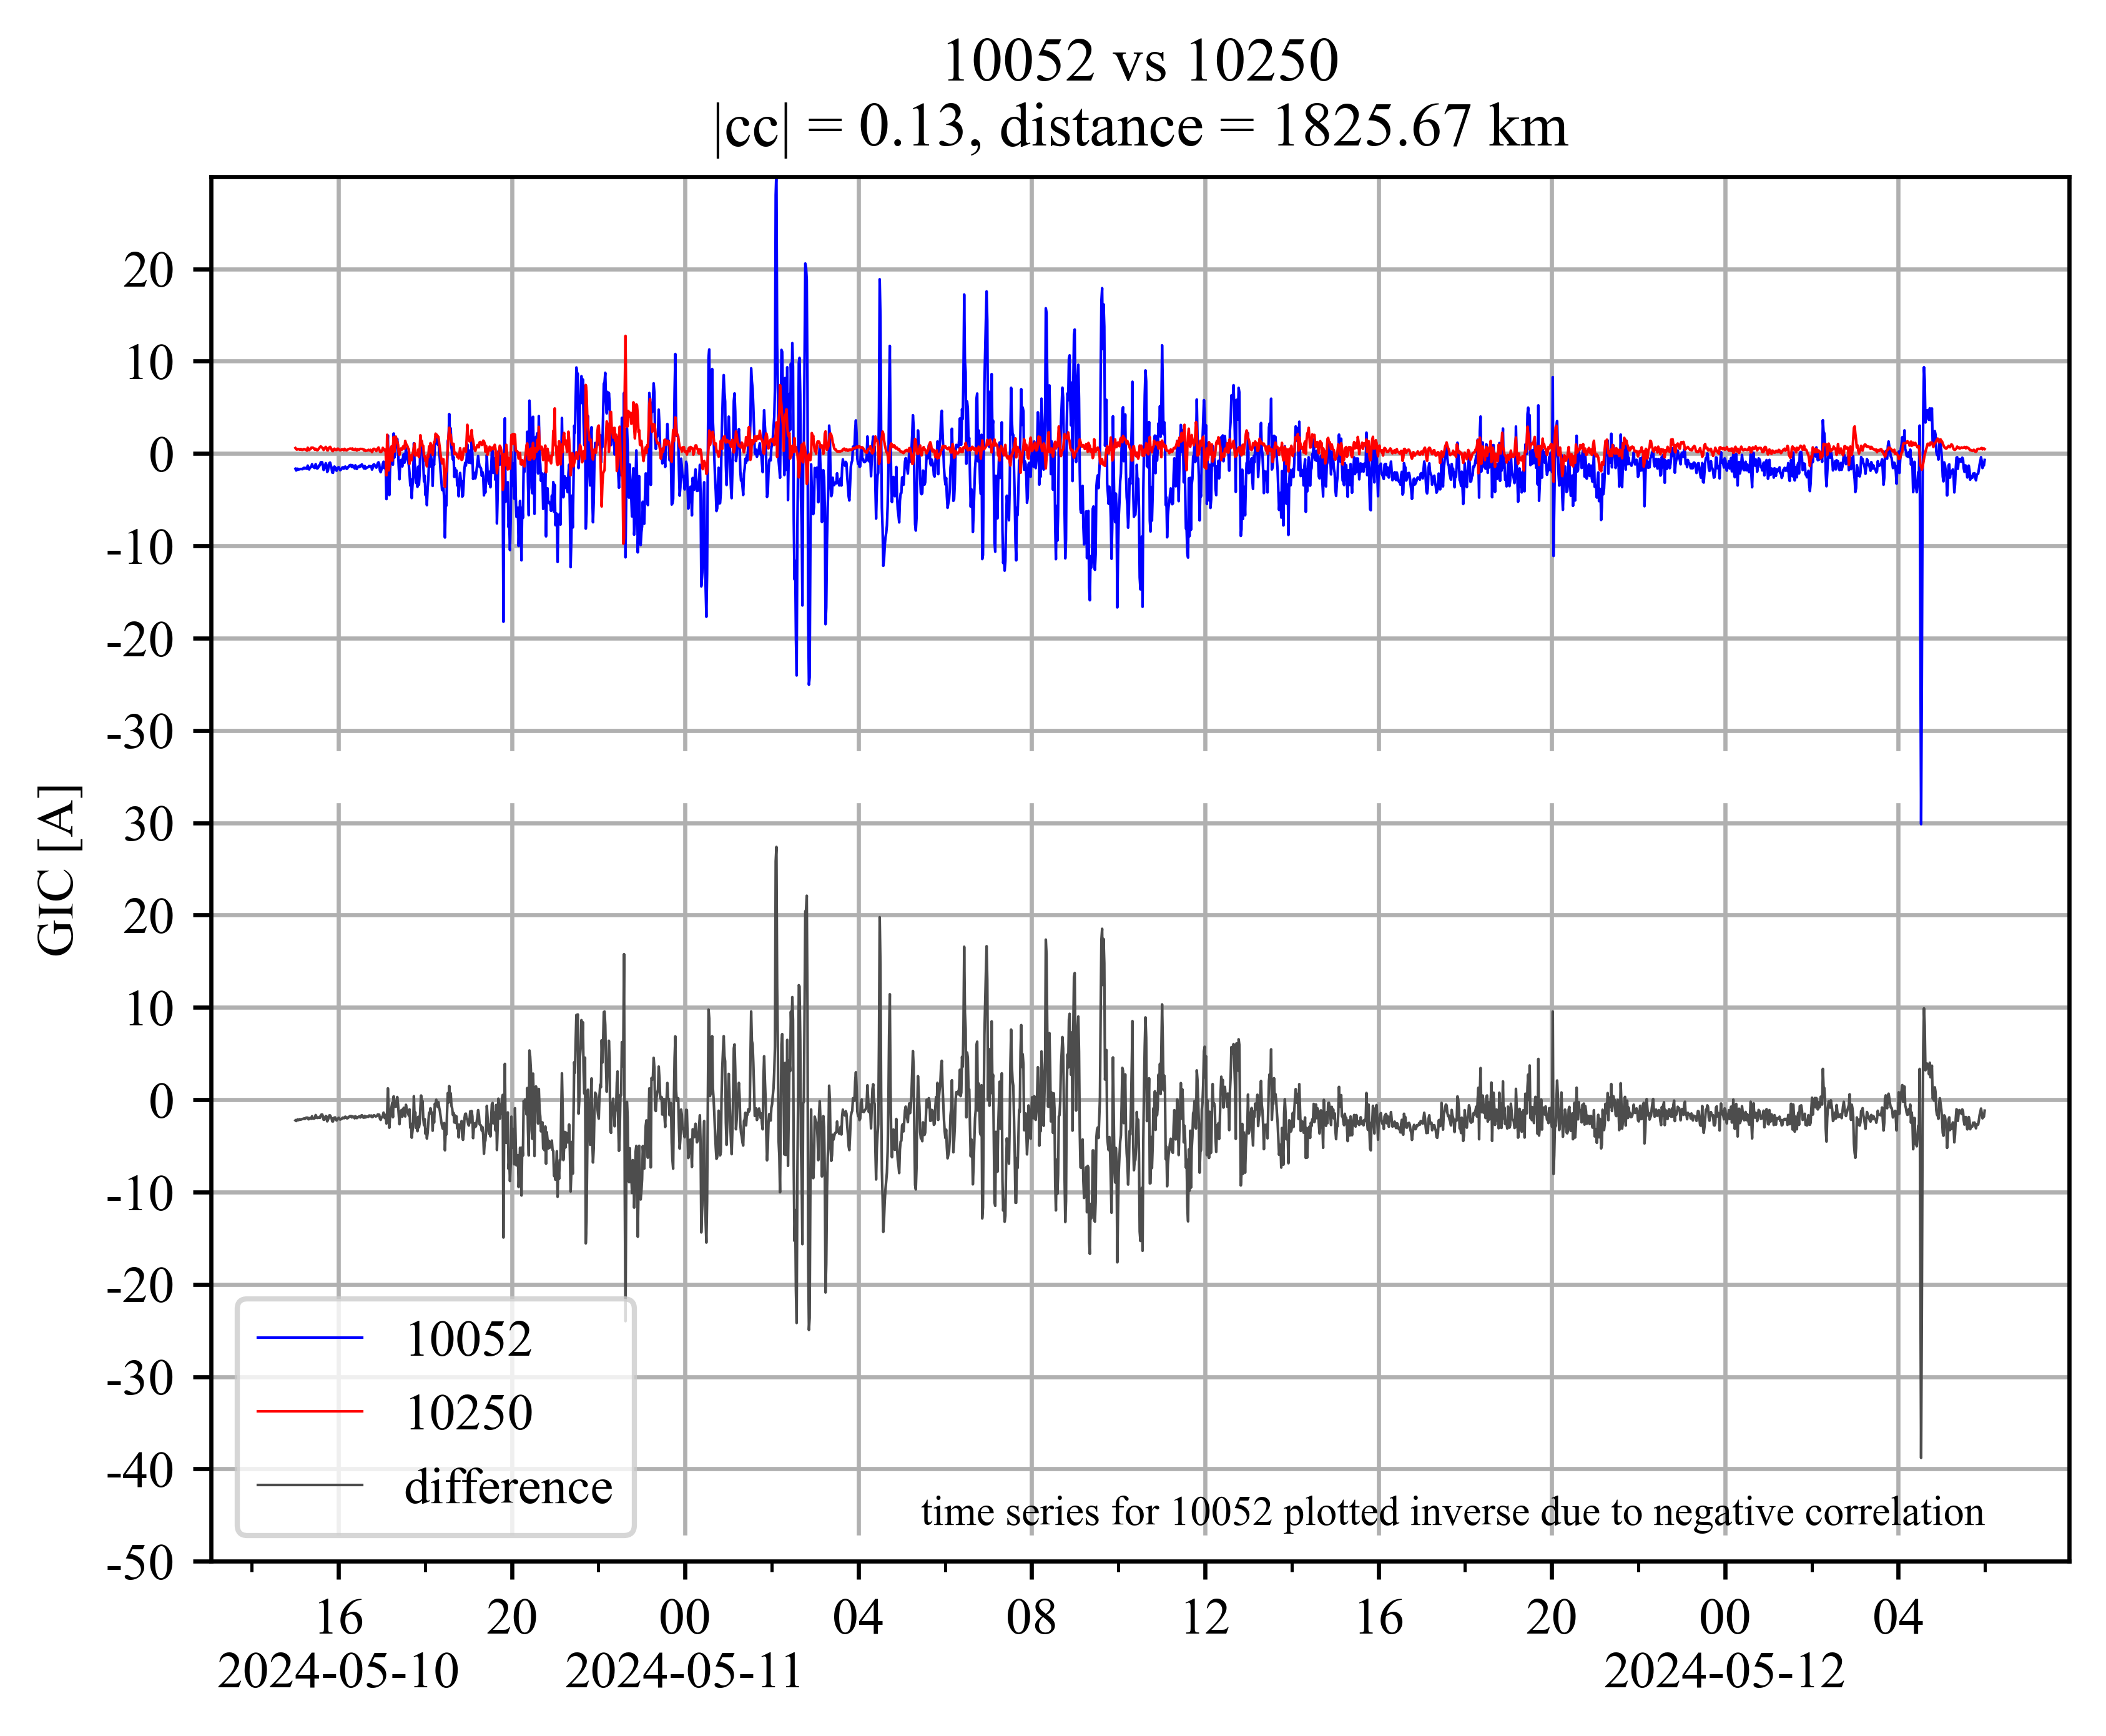 10052 vs 10250
|cc| = 0.13, distance = 1825.67 km
GIC [A]
20
10
0
-10
-20
-30
30
20
10
0
-10
-20
-30
-40
-50
10052
10250
difference
time series for 10052 plotted inverse due to negative correlation
16 20 00 04 08 12 16 20 00 04
2024-05-10 2024-05-11 2024-05-12